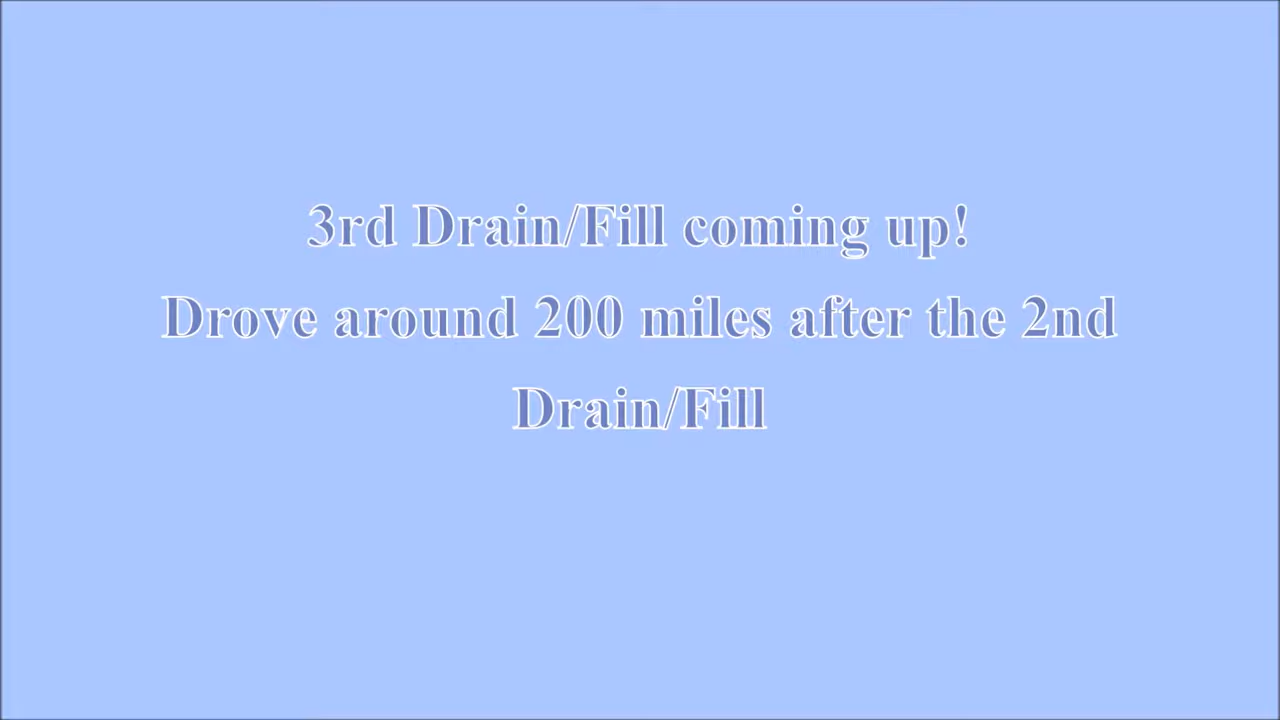 3rd Drain/Fill coming up!
Drove around 200 miles after the 2nd
Drain/Fill